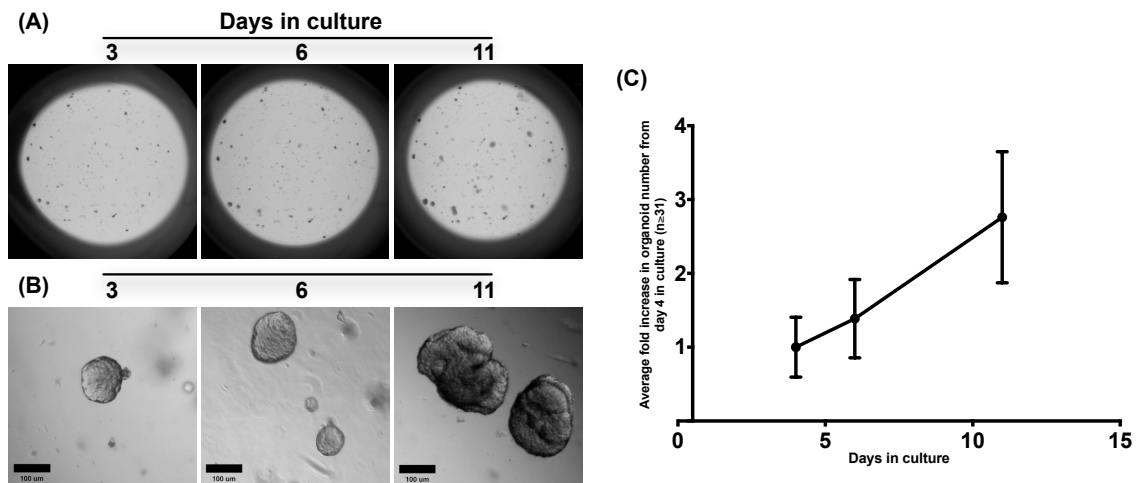 (A)
Days in culture
3 6 11
(B)
3 6 11
100 um
100 um
100 um
(C)
Average fold increase in organoid number from
day 4 in culture (n≥31)
4
3
2
1
0 5 10 15
Days in culture